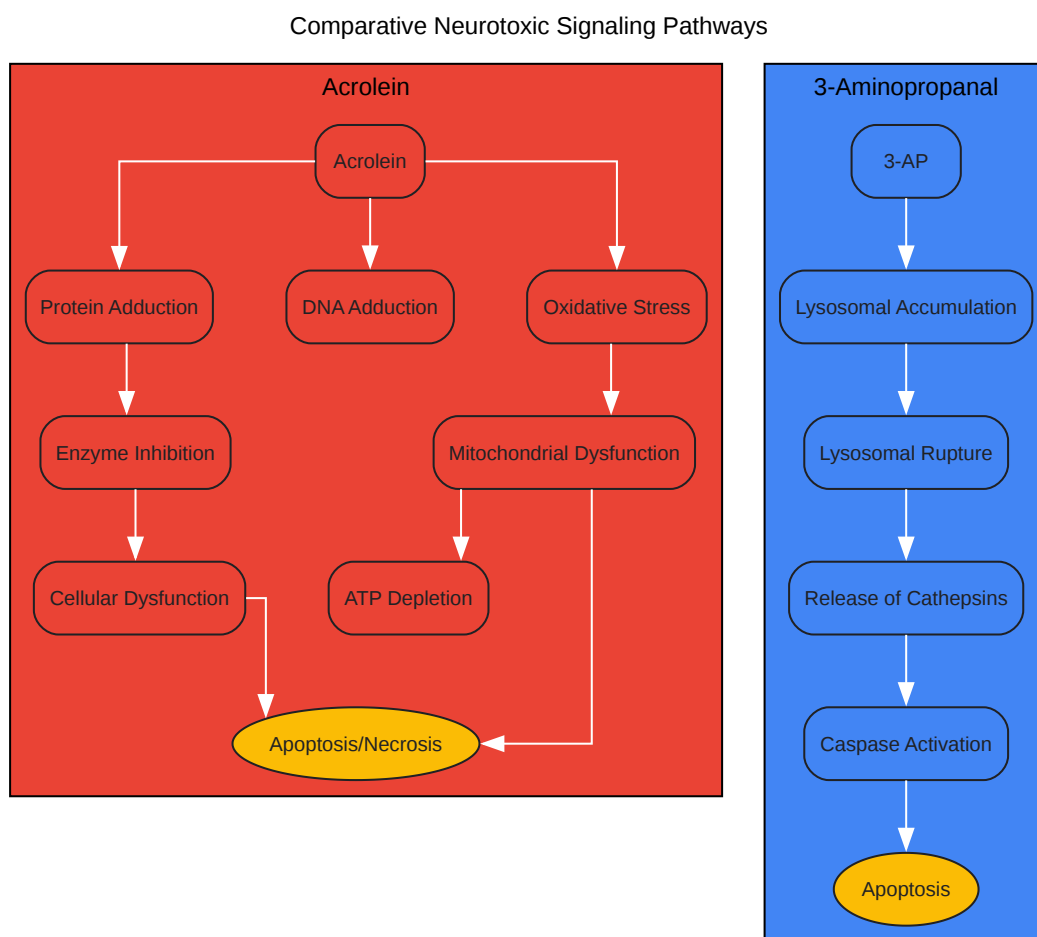 Comparative Neurotoxic Signaling Pathways
Acrolein
Acrolein
Protein Adduction
DNA Adduction
Oxidative Stress
Enzyme Inhibition
Mitochondrial Dysfunction
Cellular Dysfunction
ATP Depletion
Apoptosis/Necrosis
3-Aminopropanal
3-AP
Lysosomal Accumulation
Lysosomal Rupture
Release of Cathepsins
Caspase Activation
Apoptosis